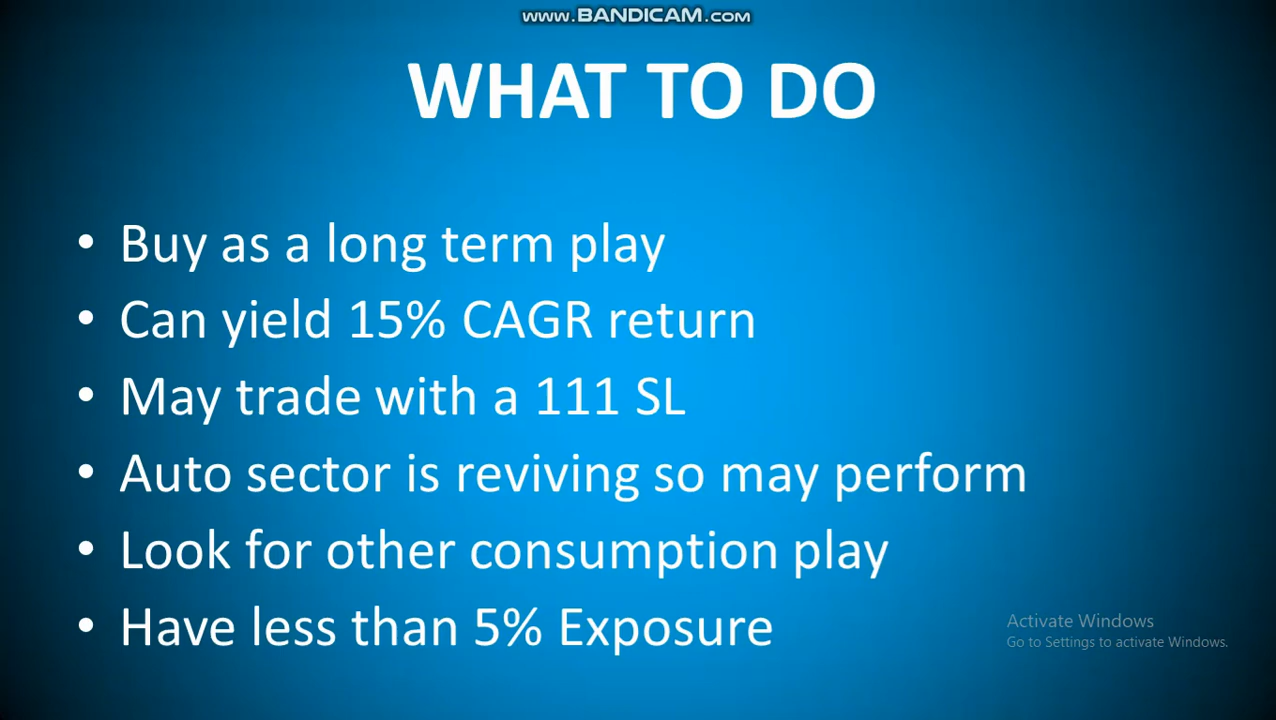 www.BANDICAM.com
WHAT TO DO
• Buy as a long term play
• Can yield 15% CAGR return
• May trade with a 111 SL
• Auto sector is reviving so may perform
• Look for other consumption play
• Have less than 5% Exposure
Activate Windows
Go to Settings to activate Windows.